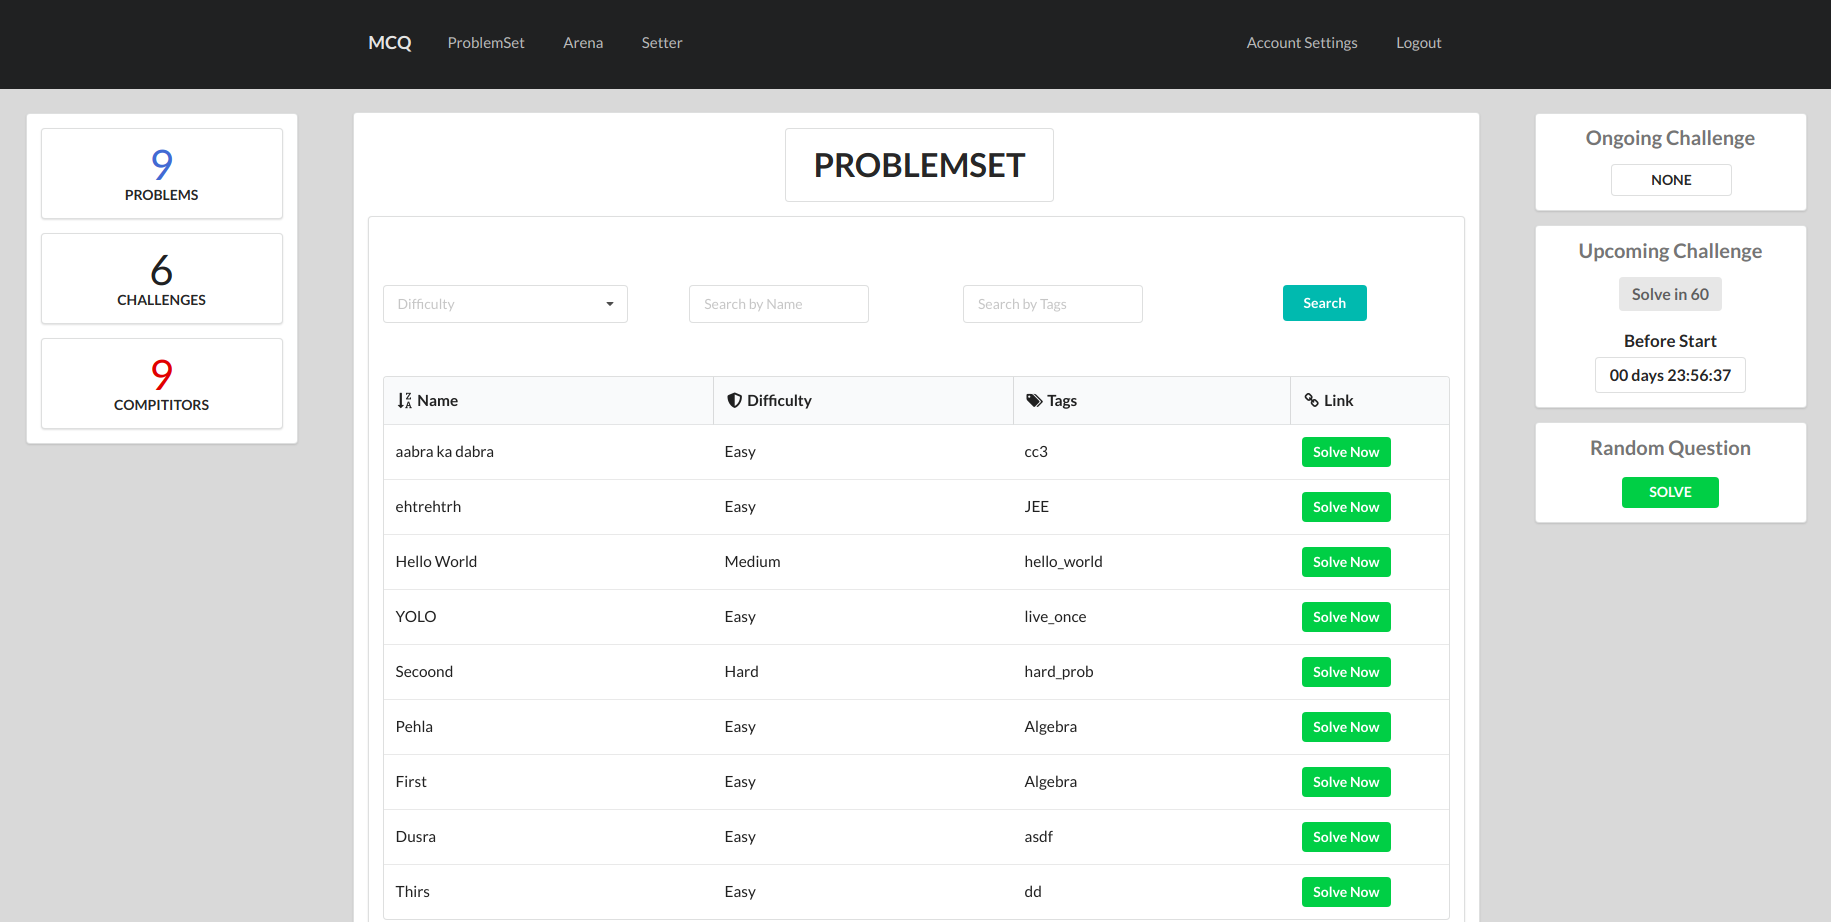 MCQ ProblemSet Arena Setter Account Settings Logout
9
PROBLEMS
6
CHALLENGES
9
COMPITITORS
PROBLEMSET
Difficulty Search by Name Search by Tags Search
Name Difficulty Tags Link
aabra ka dabra Easy cc3 Solve Now
ehtrehtrh Easy JEE Solve Now
Hello World Medium hello_world Solve Now
YOLO Easy live_once Solve Now
Secoond Hard hard_prob Solve Now
Pehla Easy Algebra Solve Now
First Easy Algebra Solve Now
Dusra Easy asdf Solve Now
Thirs Easy dd Solve Now
Ongoing Challenge
NONE
Upcoming Challenge
Solve in 60
Before Start
00 days 23:56:37
Random Question
SOLVE